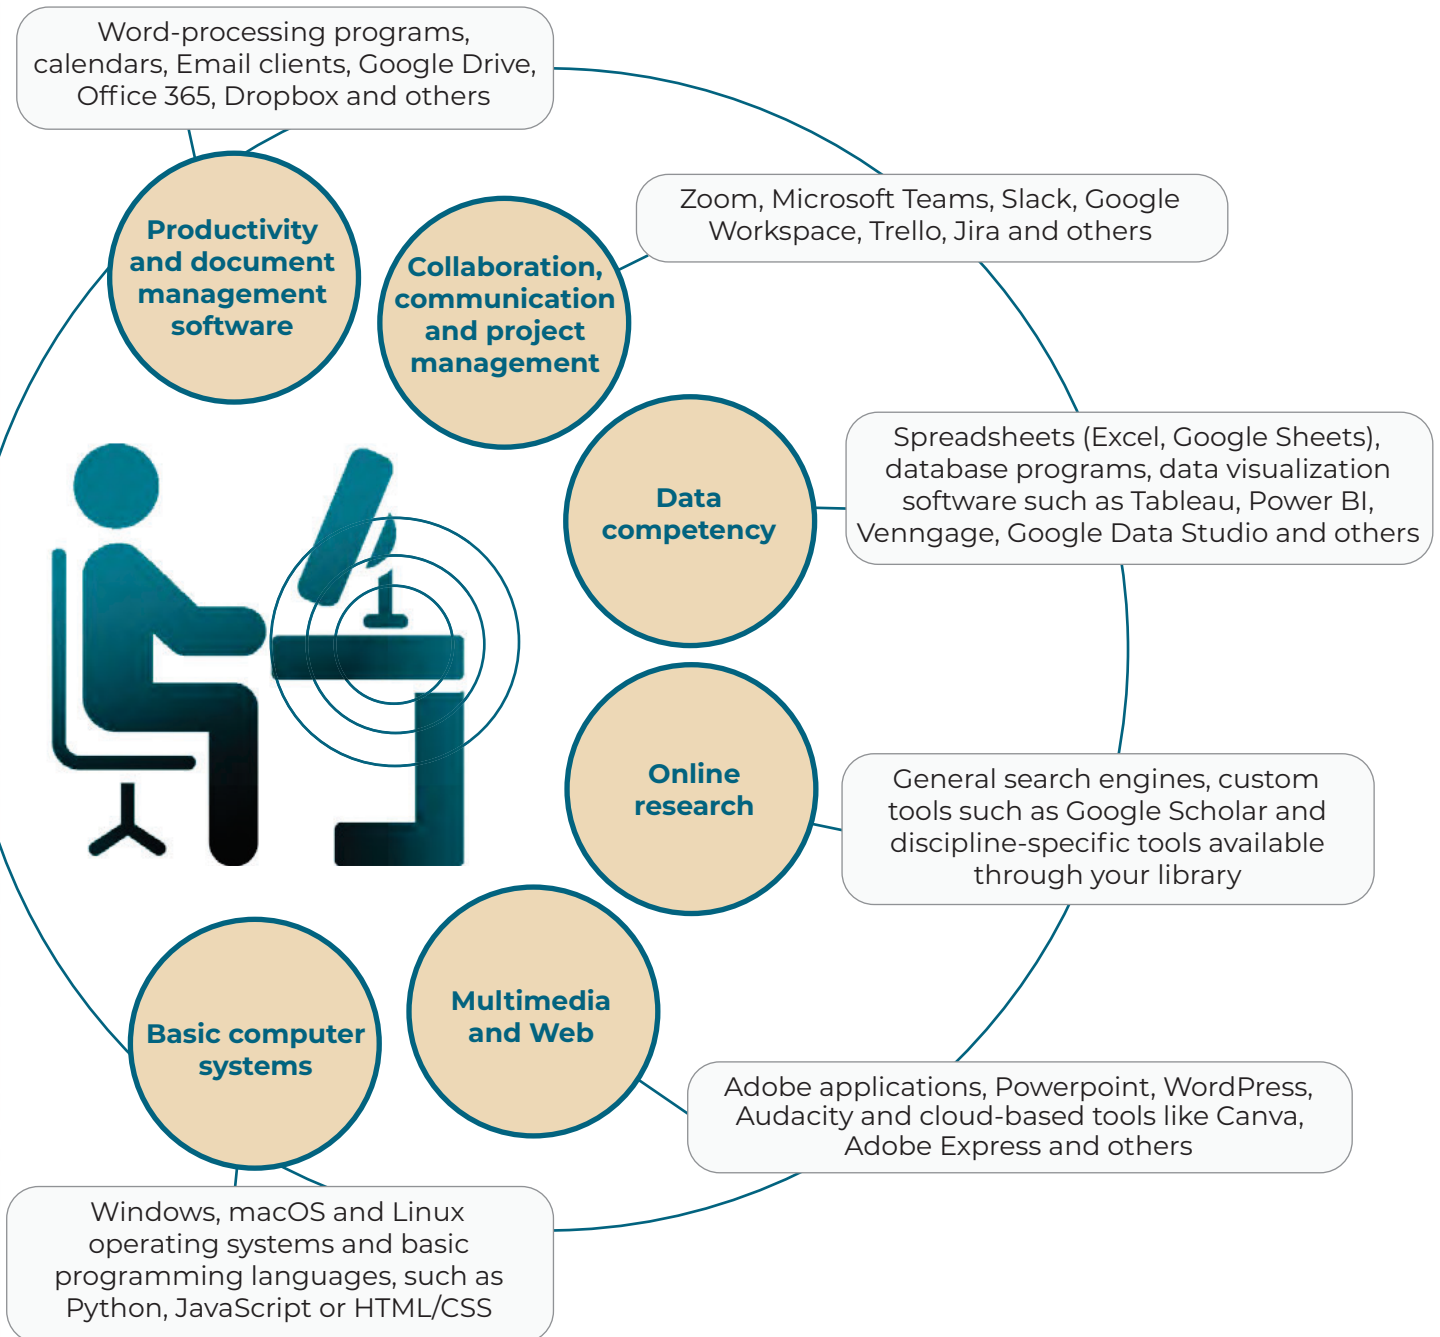 Word-processing programs,
calendars, Email clients, Google Drive,
Office 365, Dropbox and others
Productivity
and document
management
software
Zoom, Microsoft Teams, Slack, Google
Workspace, Trello, Jira and others
Collaboration,
communication
and project
management
Spreadsheets (Excel, Google Sheets),
database programs, data visualization
software such as Tableau, Power BI,
Venngage, Google Data Studio and others
Data
competency
Online
research
General search engines, custom
tools such as Google Scholar and
discipline-specific tools available
through your library
Multimedia
and Web
Adobe applications, Powerpoint, WordPress,
Audacity and cloud-based tools like Canva,
Adobe Express and others
Basic computer
systems
Windows, macOS and Linux
operating systems and basic
programming languages, such as
Python, JavaScript or HTML/CSS